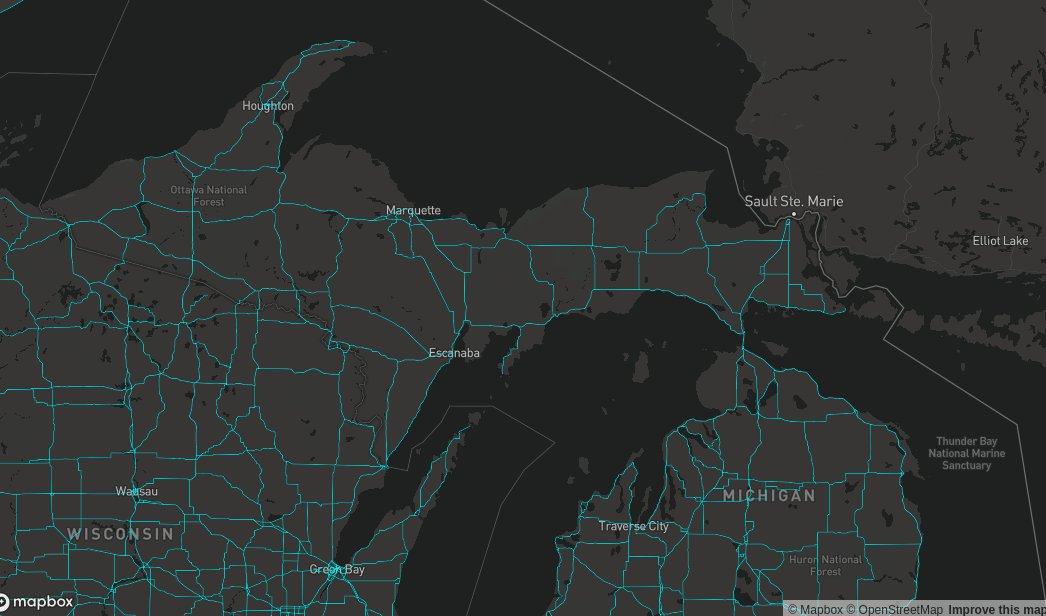 Houghton
Ottawa National
Forest
Marquette
Sault Ste. Marie
Elliot Lake
Escanaba
Thunder Bay
National Marine
Sanctuary
Wausau
MICHIGAN
WISCONSIN
Traverse City
Green Bay
Huron National
Forest
mapbox
© Mapbox © OpenStreetMap Improve this map